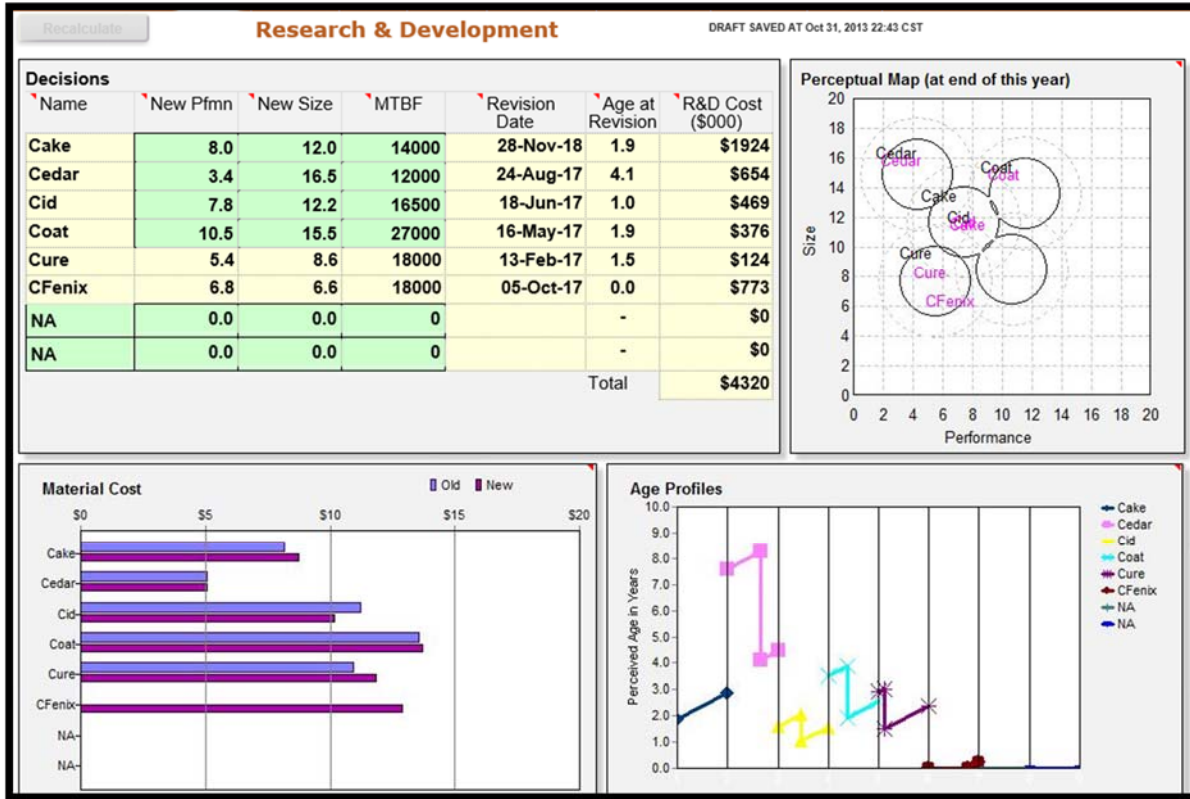 Recalculate
Research & Development
DRAFT SAVED AT Oct 31, 2013 22:43 CST
Decisions
Name New Pfmn New Size MTBF Revision Date Age at Revision R&D Cost ($000)
Cake 8.0 12.0 14000 28-Nov-18 1.9 $1924
Cedar 3.4 16.5 12000 24-Aug-17 4.1 $654
Cid 7.8 12.2 16500 18-Jun-17 1.0 $469
Coat 10.5 15.5 27000 16-May-17 1.9 $376
Cure 5.4 8.6 18000 13-Feb-17 1.5 $124
CFenix 6.8 6.6 18000 05-Oct-17 0.0 $773
NA 0.0 0.0 0 - $0
NA 0.0 0.0 0 - $0
Total $4320
Perceptual Map (at end of this year)
Size
20
18
16
14
12
10
8
6
4
2
0
Cedar
Cedar
Coat
Coat
Cake
Cid
Cid
Cake
Cure
Cure
CFenix
0 2 4 6 8 10 12 14 16 18 20
Performance
Material Cost
Old New
$0 $5 $10 $15 $20
Cake
Cedar
Cid
Coat
Cure
CFenix
NA
NA
Age Profiles
Perceived Age in Years
10.0
9.0
8.0
7.0
6.0
5.0
4.0
3.0
2.0
1.0
0.0
Cake
Cedar
Cid
Coat
Cure
CFenix
NA
NA